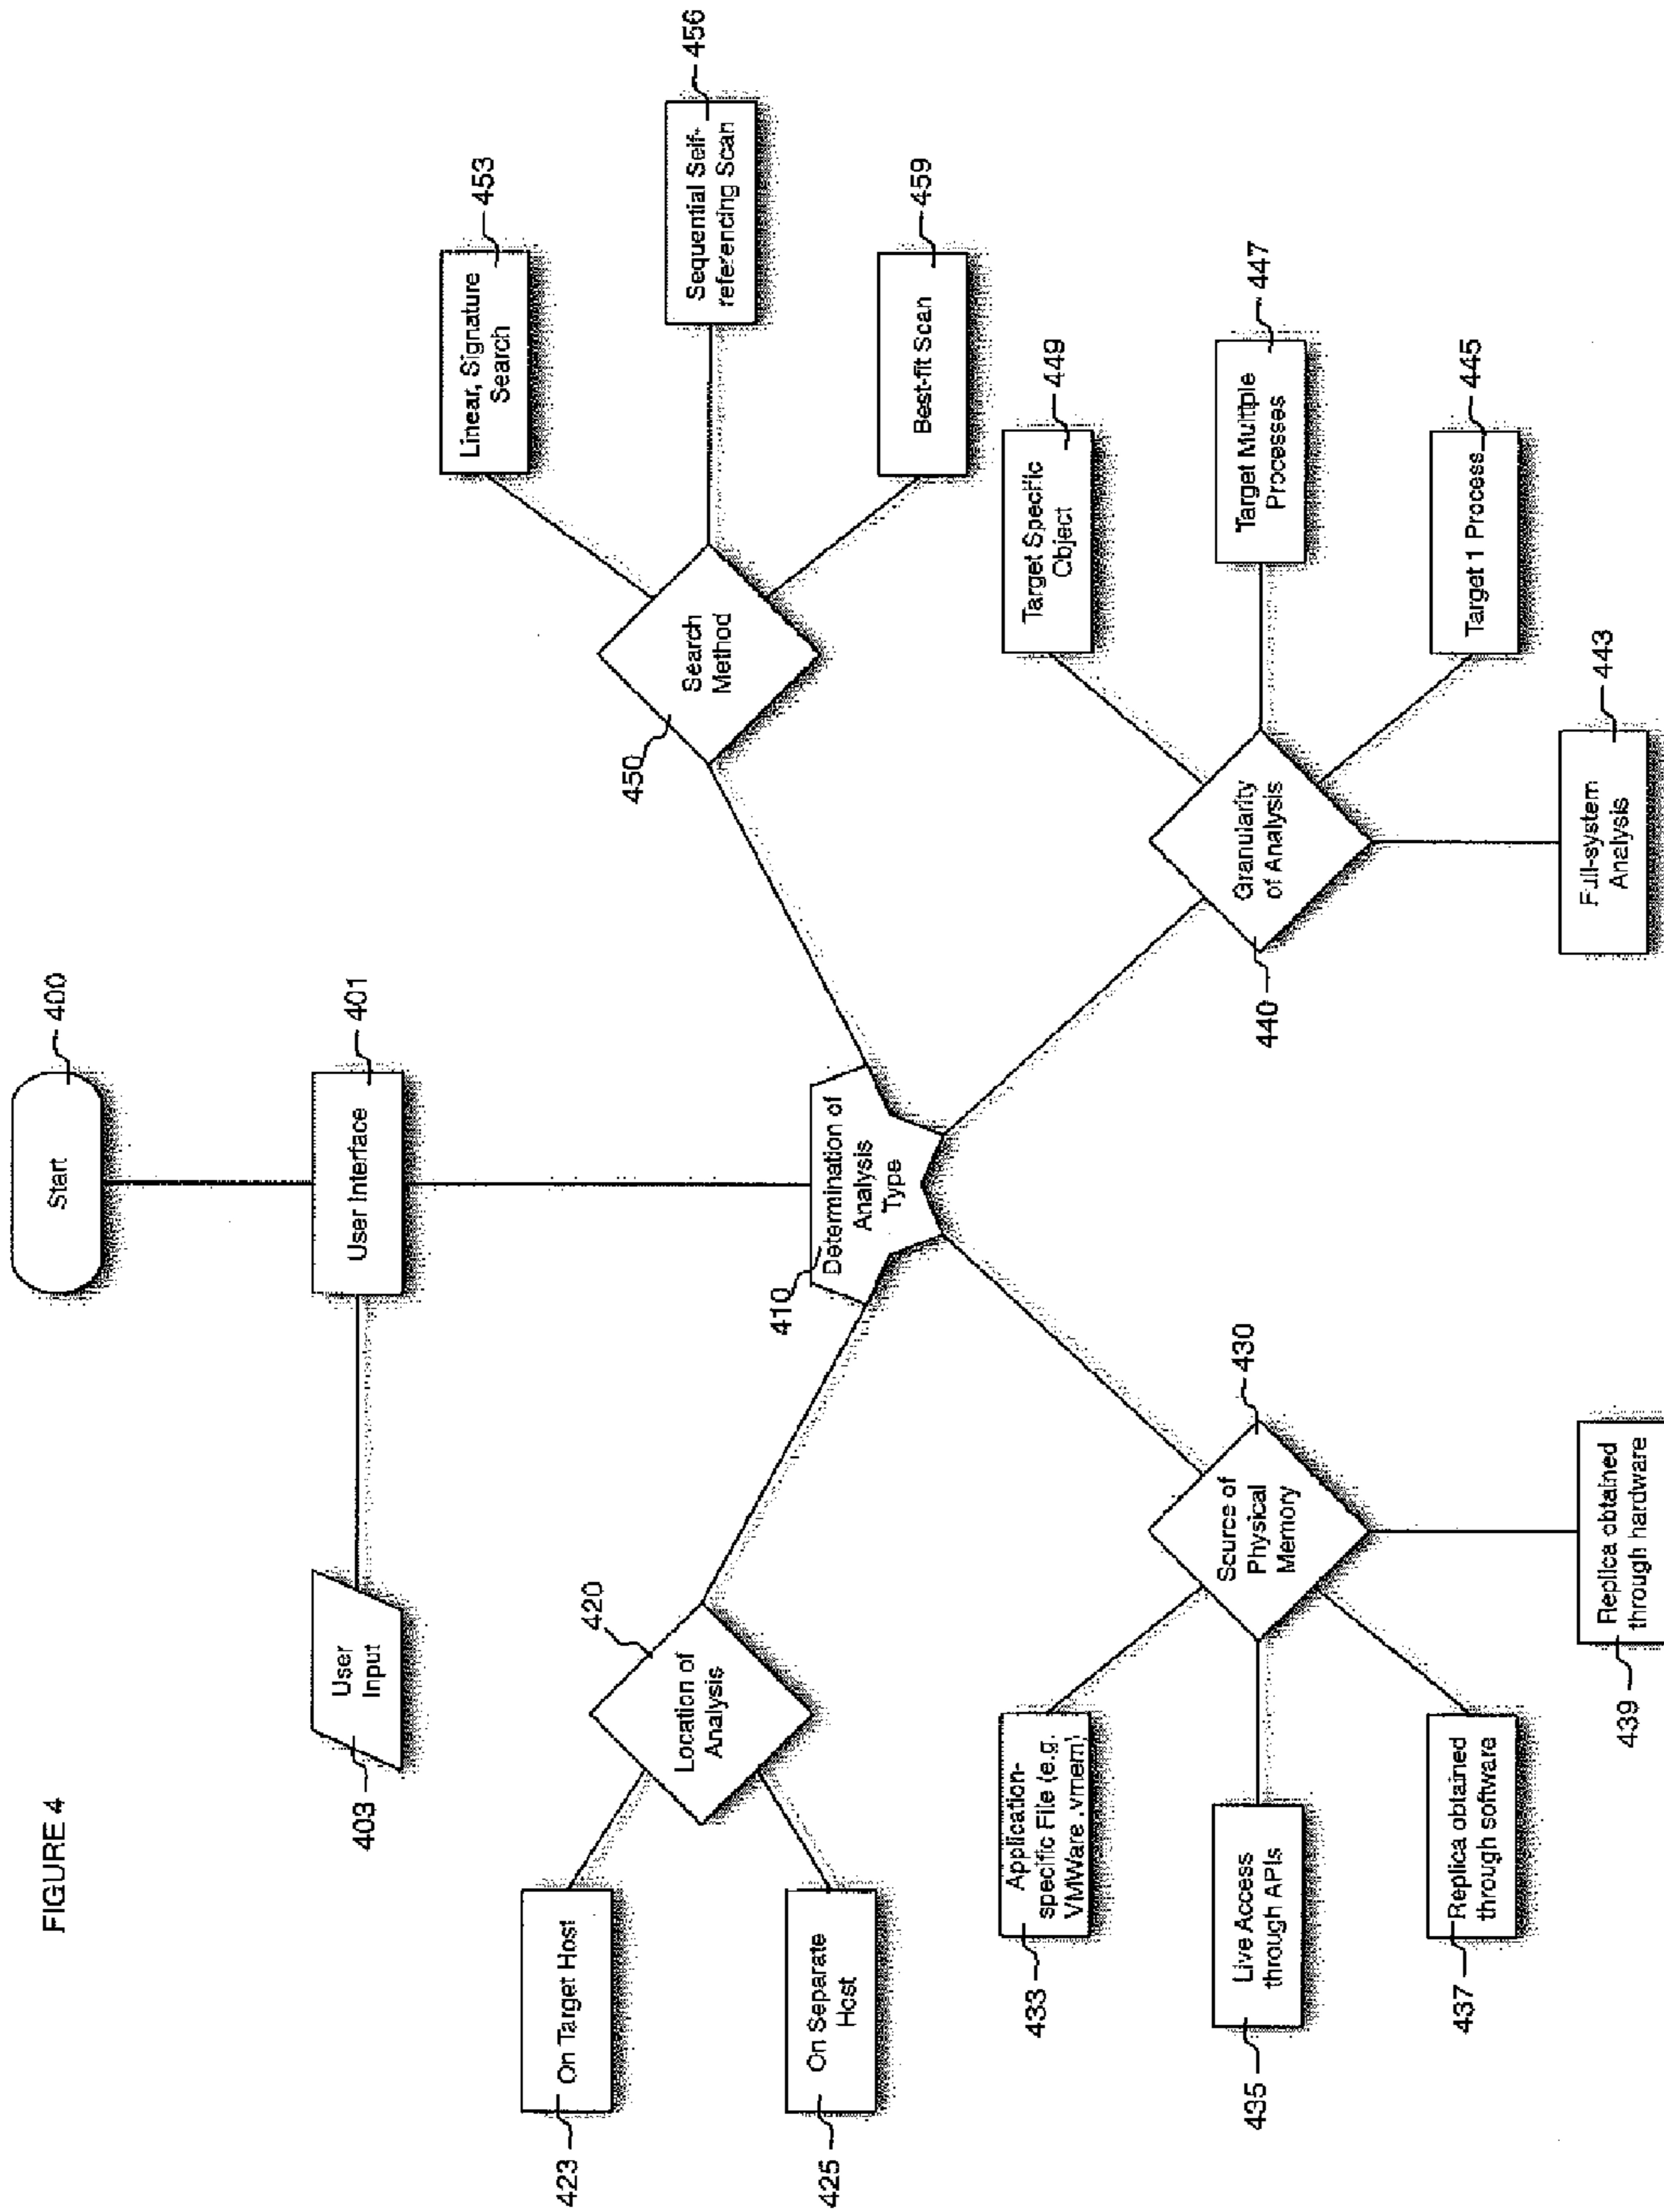 FIGURE 4
Start
400
User Interface
401
User
Input
403
Determination of
Analysis
Type
410
Location of
Analysis
420
On Target Host
423
On Separate
Host
425
Source of
Physical
Memory
430
Application-
specific File (e.g.
VMWare .vmem)
433
Live Access
through APIs
435
Replica obtained
through software
437
Replica obtained
through hardware
439
Granularity
of Analysis
440
Full-system
Analysis
443
Target 1 Process
445
Target Multiple
Processes
447
Target Specific
Object
449
Search
Method
450
Linear, Signature
Search
453
Sequential Self-
referencing Scan
456
Best-fit Scan
459